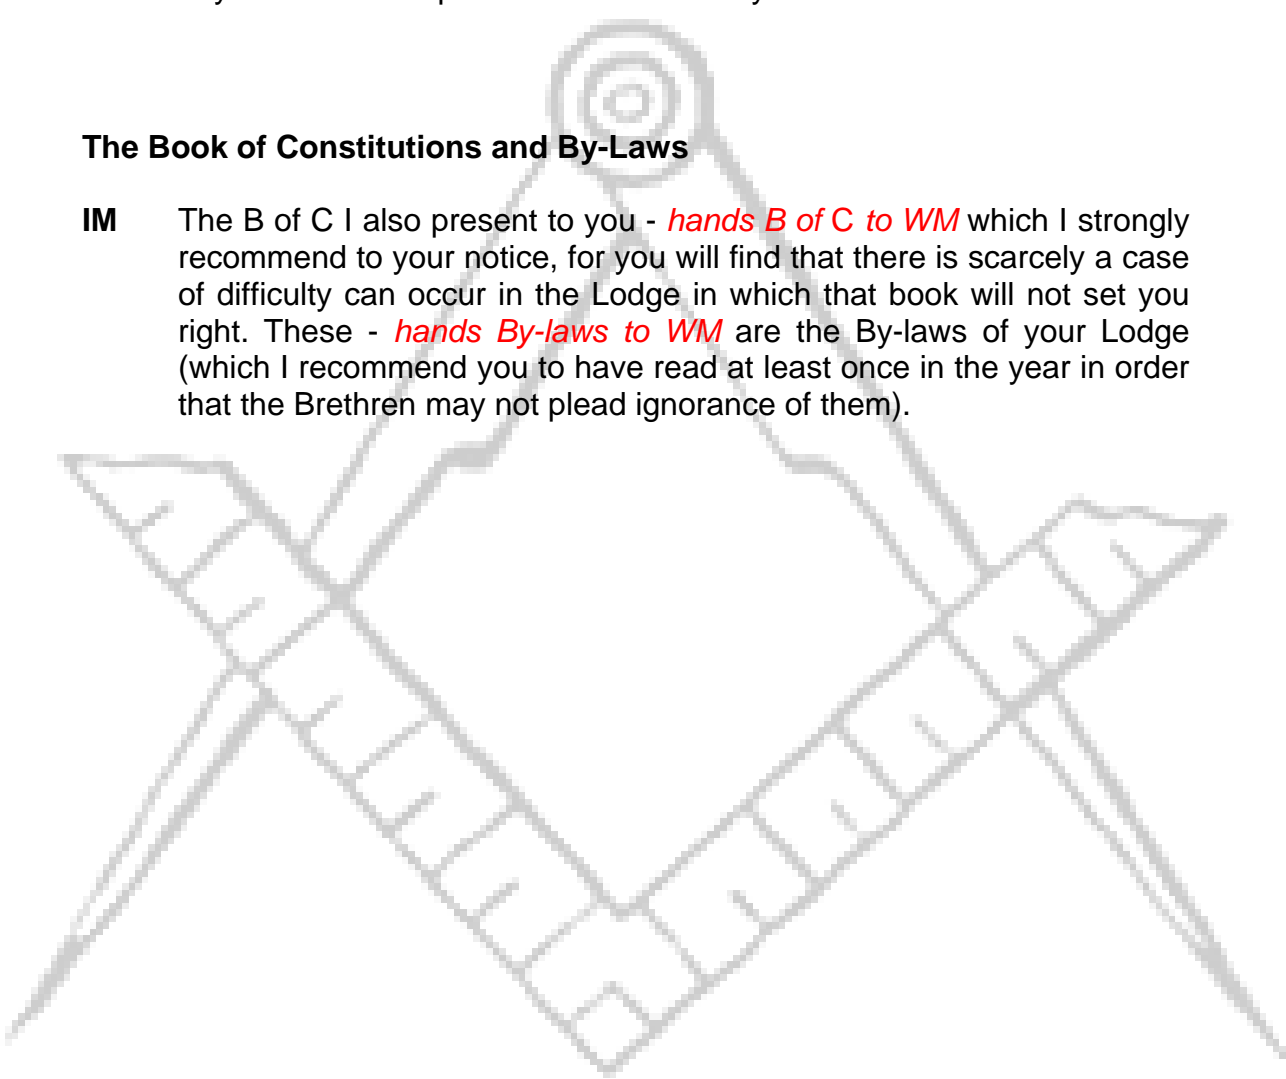 The Book of Constitutions and By-Laws
IM The B of C I also present to you - hands B of C to WM which I strongly
recommend to your notice, for you will find that there is scarcely a case
of difficulty can occur in the Lodge in which that book will not set you
right. These - hands By-laws to WM are the By-laws of your Lodge
(which I recommend you to have read at least once in the year in order
that the Brethren may not plead ignorance of them).